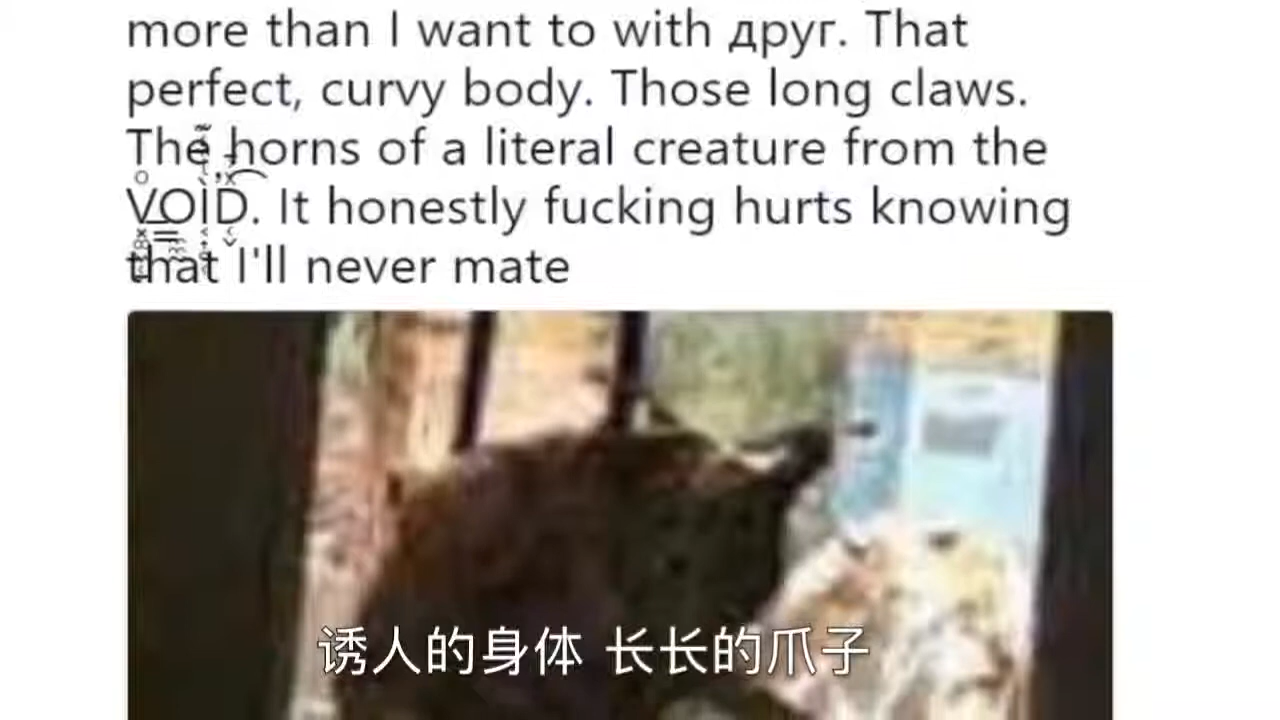 more than I want to with друг. That
perfect, curvy body. Those long claws.
The horns of a literal creature from the
VOID. It honestly fucking hurts knowing
that I'll never mate
诱人的身体 长长的爪子